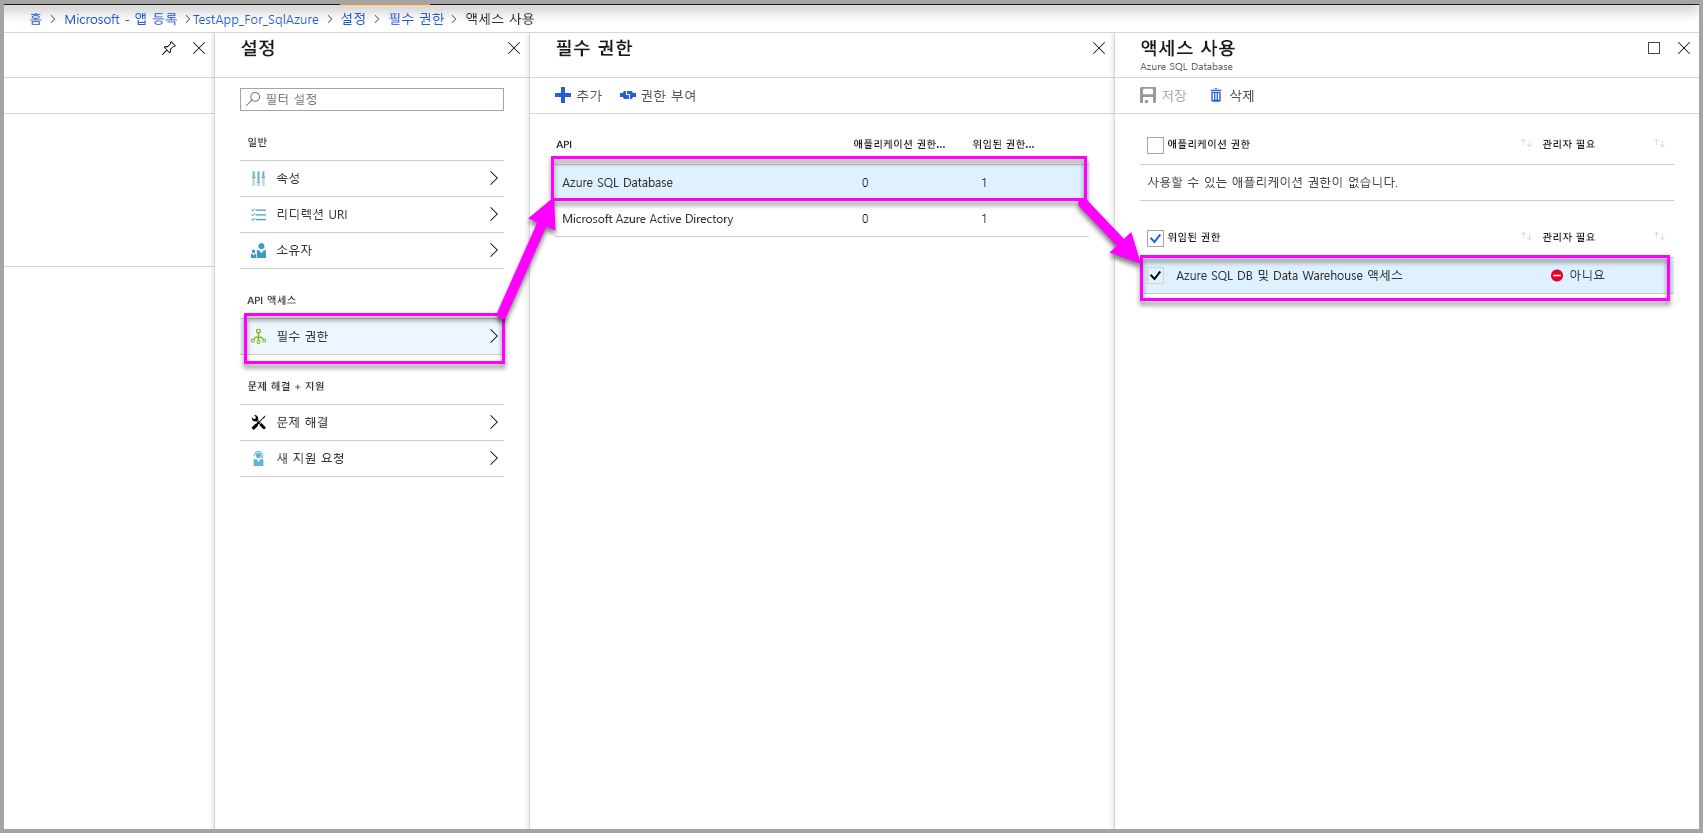 홈 > Microsoft - 앱 등록 > TestApp_For_SqlAzure > 설정 > 필수 권한 > 액세스 사용
설정
필터 설정
일반
속성
리디렉션 URI
소유자
API 액세스
필수 권한
문제 해결 + 지원
문제 해결
새 지원 요청
필수 권한
추가 권한 부여
API 애플리케이션 권한... 위임된 권한...
Azure SQL Database 0 1
Microsoft Azure Active Directory 0 1
액세스 사용
Azure SQL Database
저장 삭제
애플리케이션 권한 관리자 필요
사용할 수 있는 애플리케이션 권한이 없습니다.
위임된 권한 관리자 필요
Azure SQL DB 및 Data Warehouse 액세스 아니요